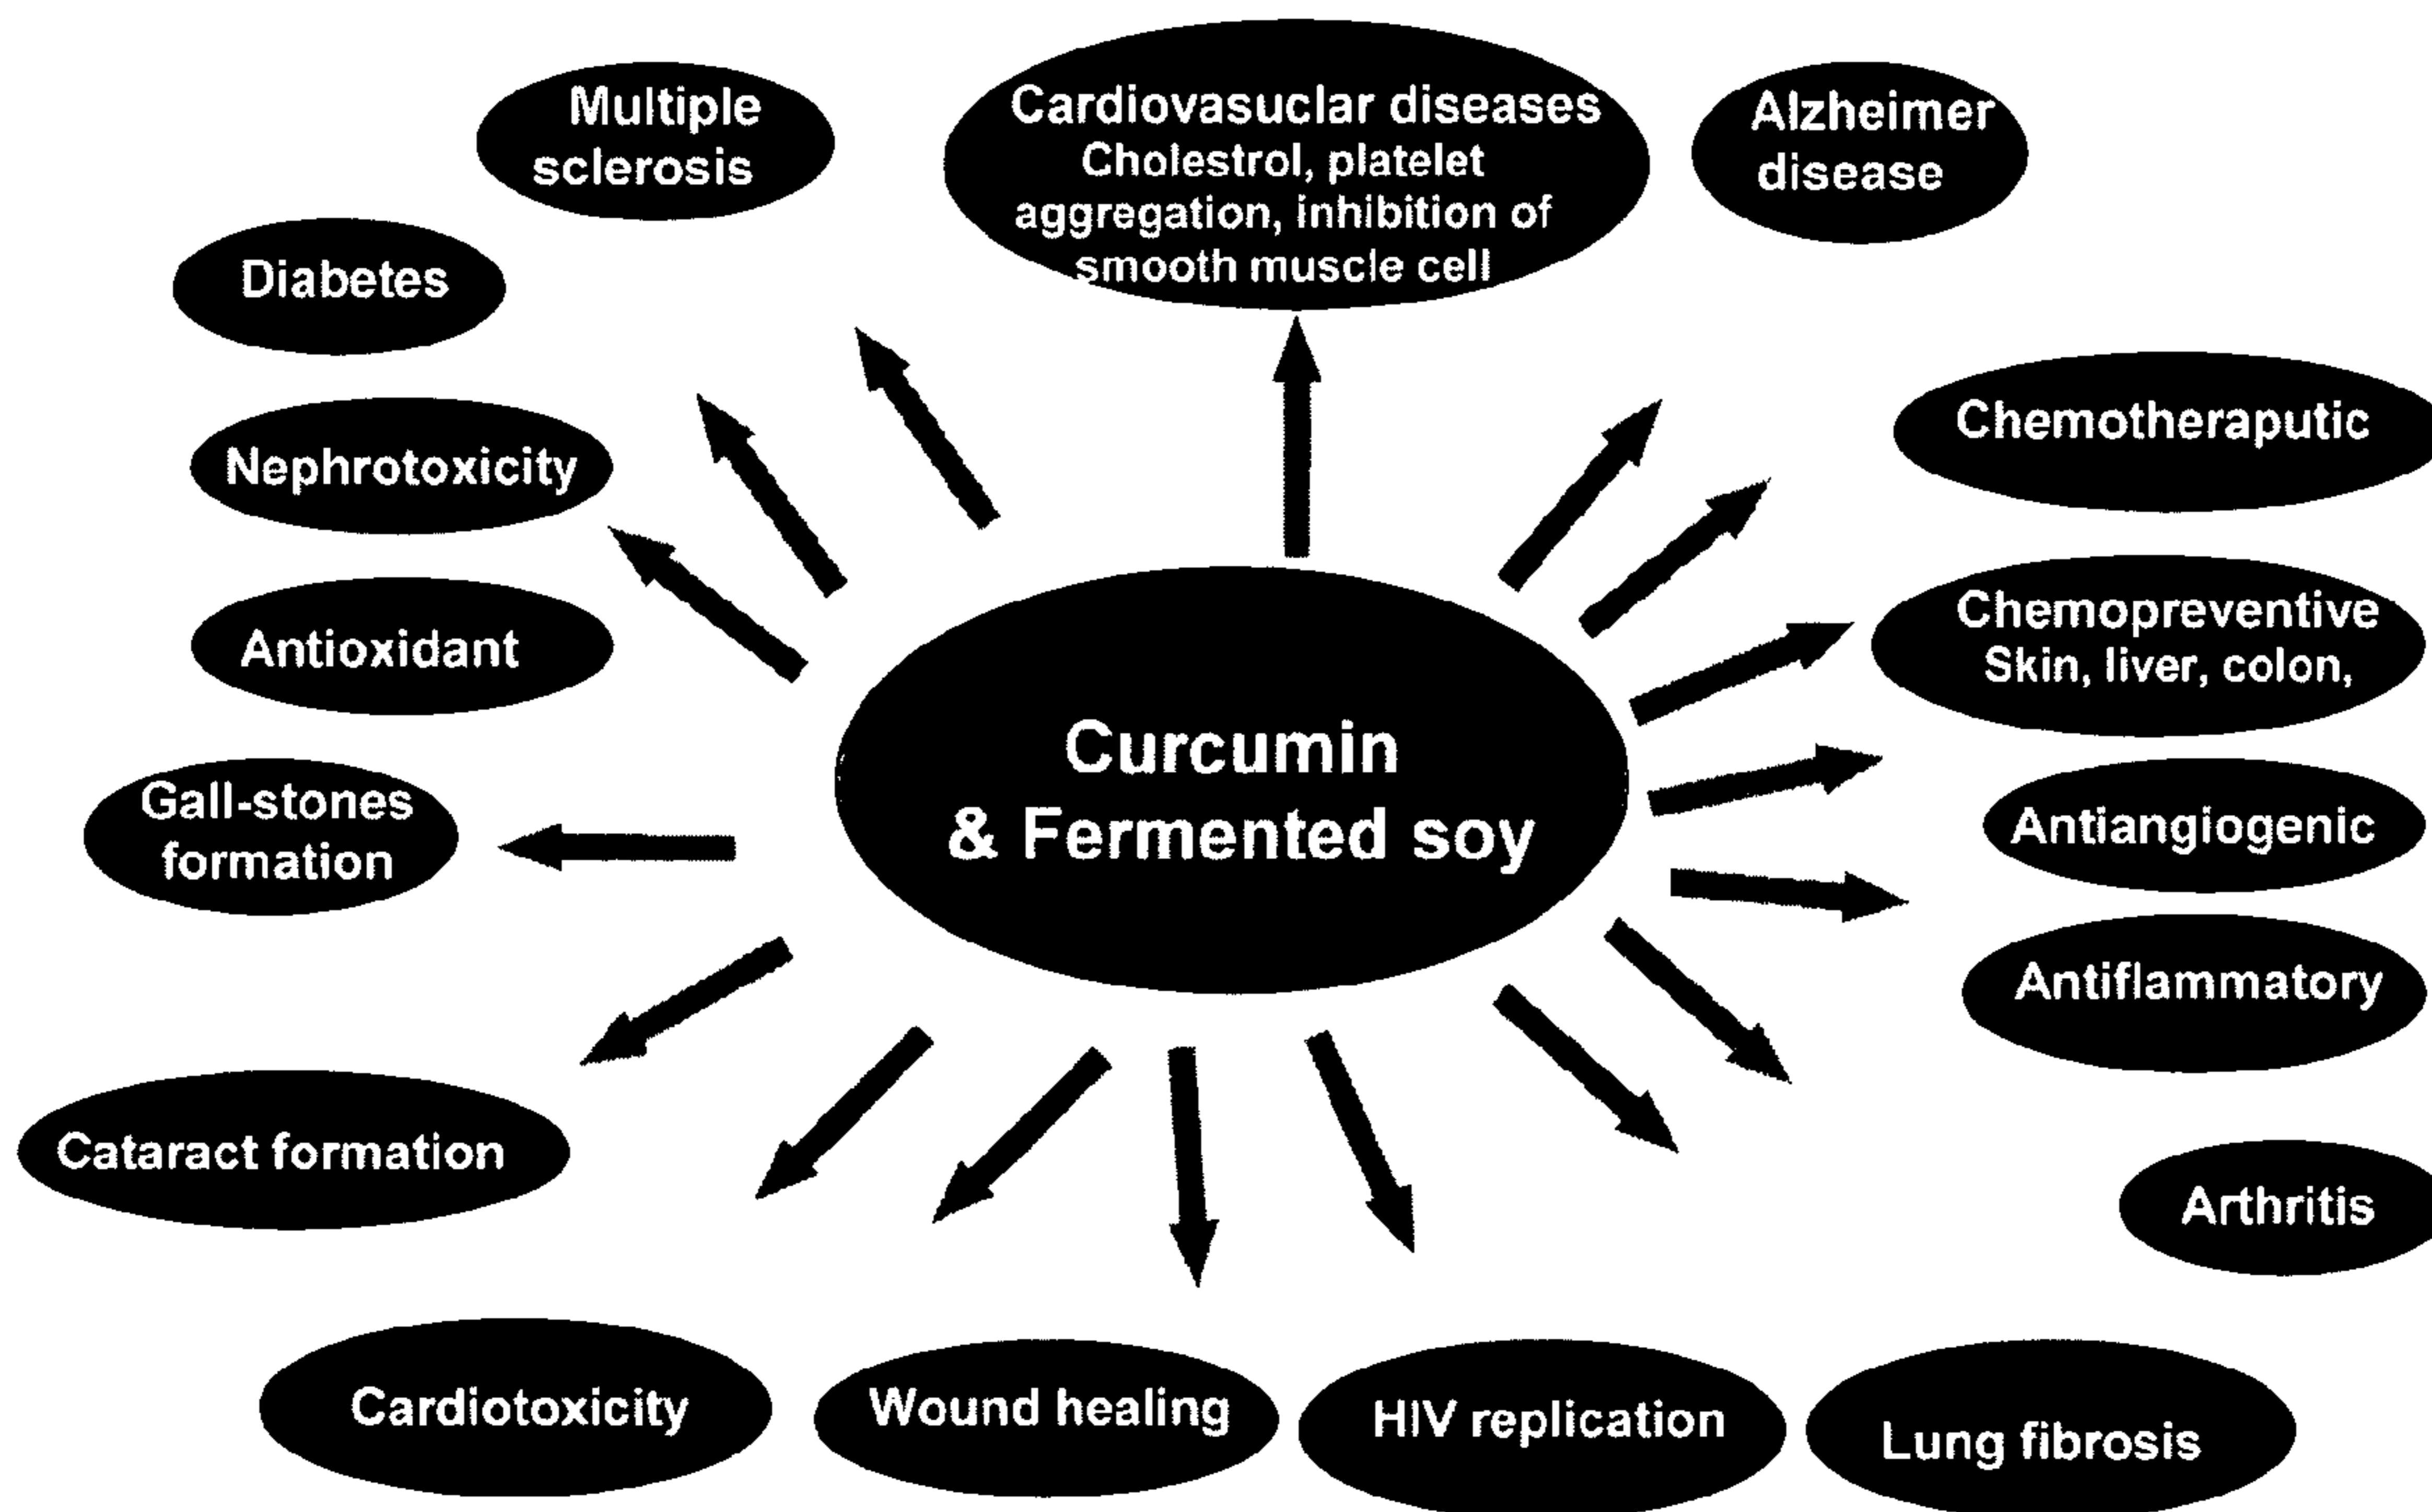 Multiple
sclerosis
Cardiovasuclar diseases
Cholestrol, platelet
aggregation, inhibition of
smooth muscle cell
Alzheimer
disease
Diabetes
Chemotheraputic
Nephrotoxicity
Chemopreventive
Skin, liver, colon,
Antioxidant
Curcumin
& Fermented soy
Gall-stones
formation
Antiangiogenic
Antiflammatory
Cataract formation
Arthritis
Cardiotoxicity
Wound healing
HIV replication
Lung fibrosis